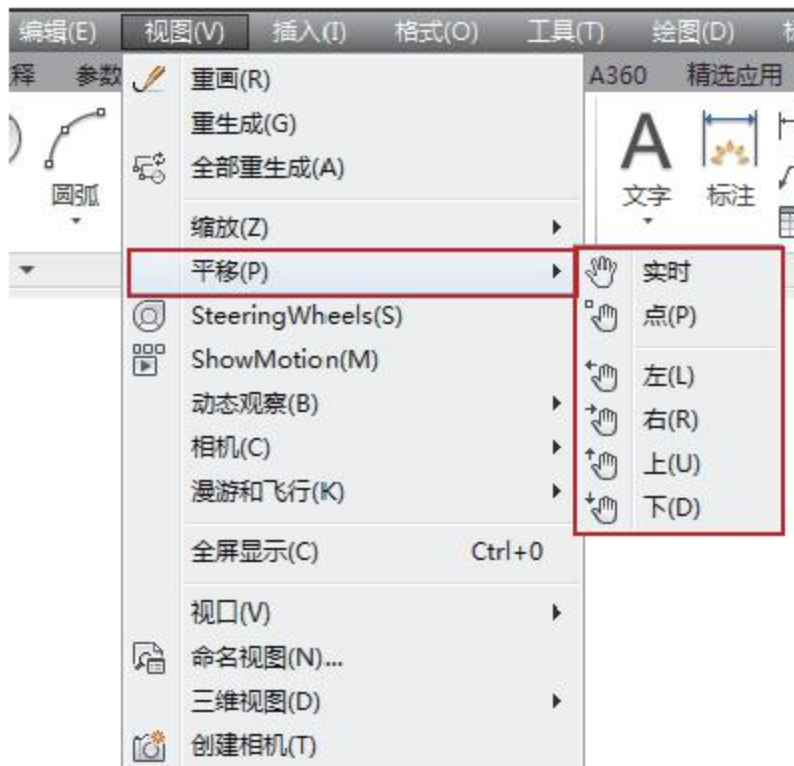 编辑(E) 视图(V) 插入(I) 格式(O) 工具(T) 绘图(D)
释 参数 A360 精选应用
圆弧 文字 标注
重画(R)
重生成(G)
全部重生成(A)
缩放(Z)
平移(P)
SteeringWheels(S)
ShowMotion(M)
动态观察(B)
相机(C)
漫游和飞行(K)
全屏显示(C) Ctrl+0
视口(V)
命名视图(N)...
三维视图(D)
创建相机(T)
实时
点(P)
左(L)
右(R)
上(U)
下(D)